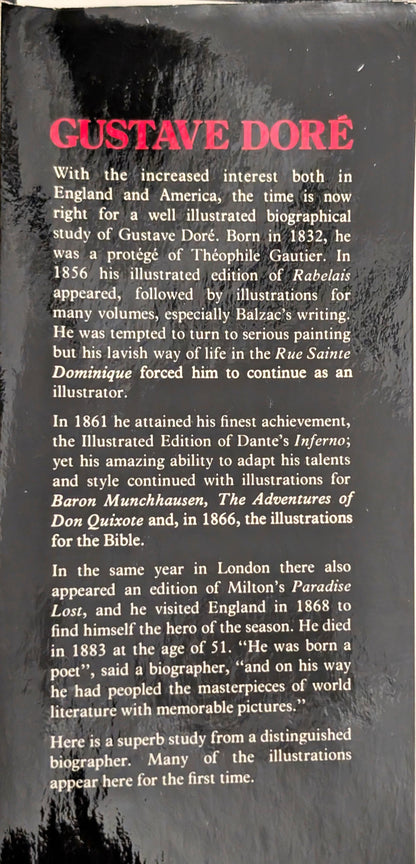 GUSTAVE DORÉ
With the increased interest both in
England and America, the time is now
right for a well illustrated biographical
study of Gustave Doré. Born in 1832, he
was a protégé of Théophile Gautier. In
1856 his illustrated edition of Rabelais
appeared, followed by illustrations for
many volumes, especially Balzac's writing.
He was tempted to turn to serious painting
but his lavish way of life in the Rue Sainte
Dominique forced him to continue as an
illustrator.
In 1861 he attained his finest achievement,
the Illustrated Edition of Dante's Inferno;
yet his amazing ability to adapt his talents
and style continued with illustrations for
Baron Munchhausen, The Adventures of
Don Quixote and, in 1866, the illustrations
for the Bible.
In the same year in London there also
appeared an edition of Milton's Paradise
Lost, and he visited England in 1868 to
find himself the hero of the season. He died
in 1883 at the age of 51. "He was born a
poet", said a biographer, "and on his way
he had peopled the masterpieces of world
literature with memorable pictures."
Here is a superb study from a distinguished
biographer. Many of the illustrations
appear here for the first time.